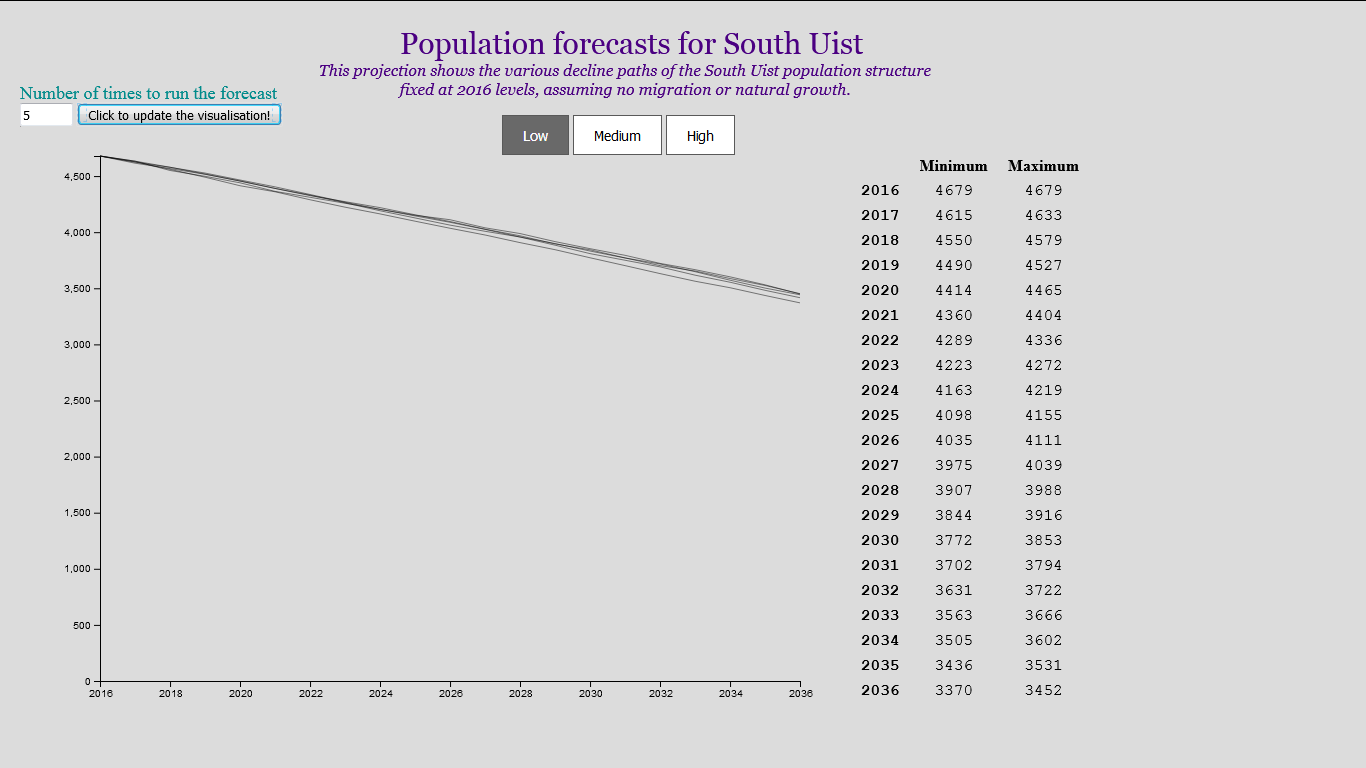 Population forecasts for South Uist
This projection shows the various decline paths of the South Uist population structure
fixed at 2016 levels, assuming no migration or natural growth.
Number of times to run the forecast
5 Click to update the visualisation!
Low Medium High
4,500
4,000
3,500
3,000
2,500
2,000
1,500
1,000
500
0
2016 2018 2020 2022 2024 2026 2028 2030 2032 2034 2036
Minimum Maximum
2016 4679 4679
2017 4615 4633
2018 4550 4579
2019 4490 4527
2020 4414 4465
2021 4360 4404
2022 4289 4336
2023 4223 4272
2024 4163 4219
2025 4098 4155
2026 4035 4111
2027 3975 4039
2028 3907 3988
2029 3844 3916
2030 3772 3853
2031 3702 3794
2032 3631 3722
2033 3563 3666
2034 3505 3602
2035 3436 3531
2036 3370 3452